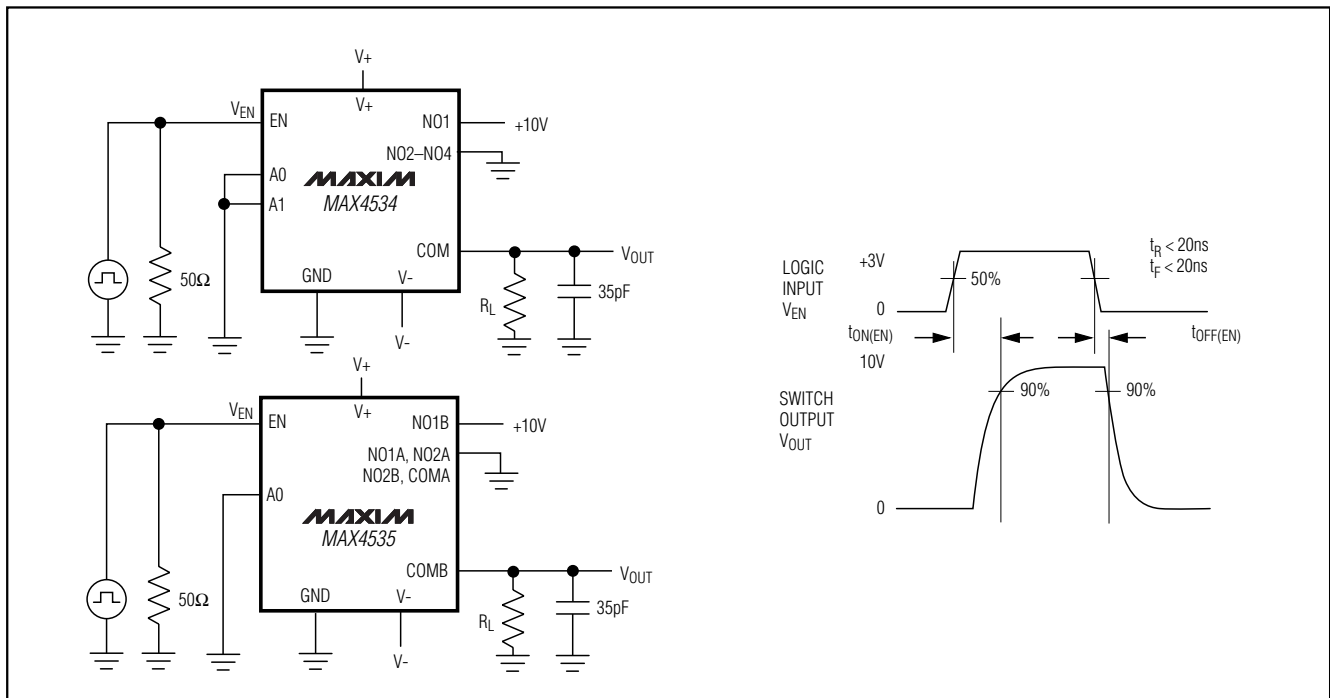 V+
V+
VEN
EN
NO1
+10V
NO2–NO4
A0
A1
MAXIM
MAX4534
COM
VOUT
50Ω
GND
V-
RL
35pF
V-
V+
V+
VEN
EN
NO1B
+10V
NO1A, NO2A
NO2B, COMA
A0
MAXIM
MAX4535
COMB
VOUT
50Ω
GND
V-
RL
35pF
V-
LOGIC
INPUT
VEN
+3V
0
50%
tR < 20ns
tF < 20ns
tON(EN)
tOFF(EN)
10V
SWITCH
OUTPUT
VOUT
90%
90%
0